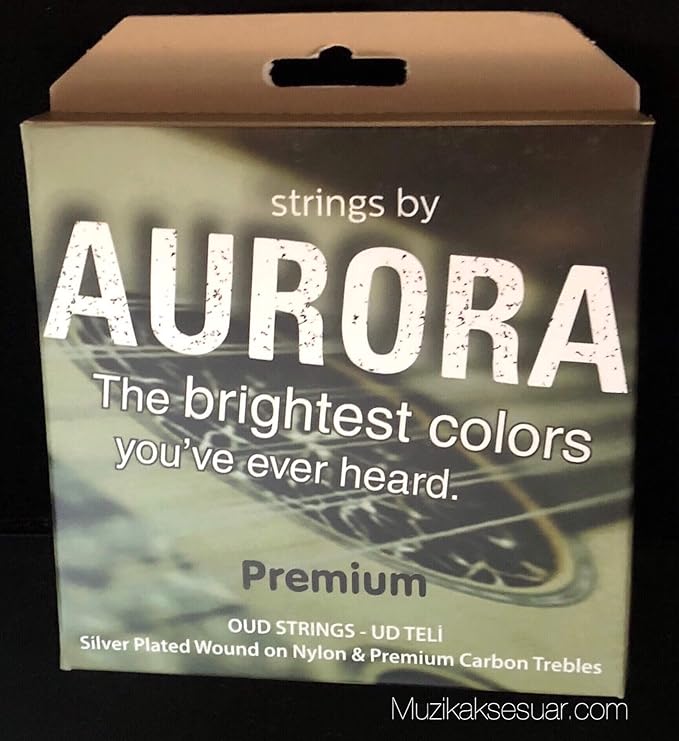 strings by
AURORA
The brightest colors
you've ever heard.
Premium
OUD STRINGS - UD TELİ
Silver Plated Wound on Nylon & Premium Carbon Trebles
Muzikaksesuar.com